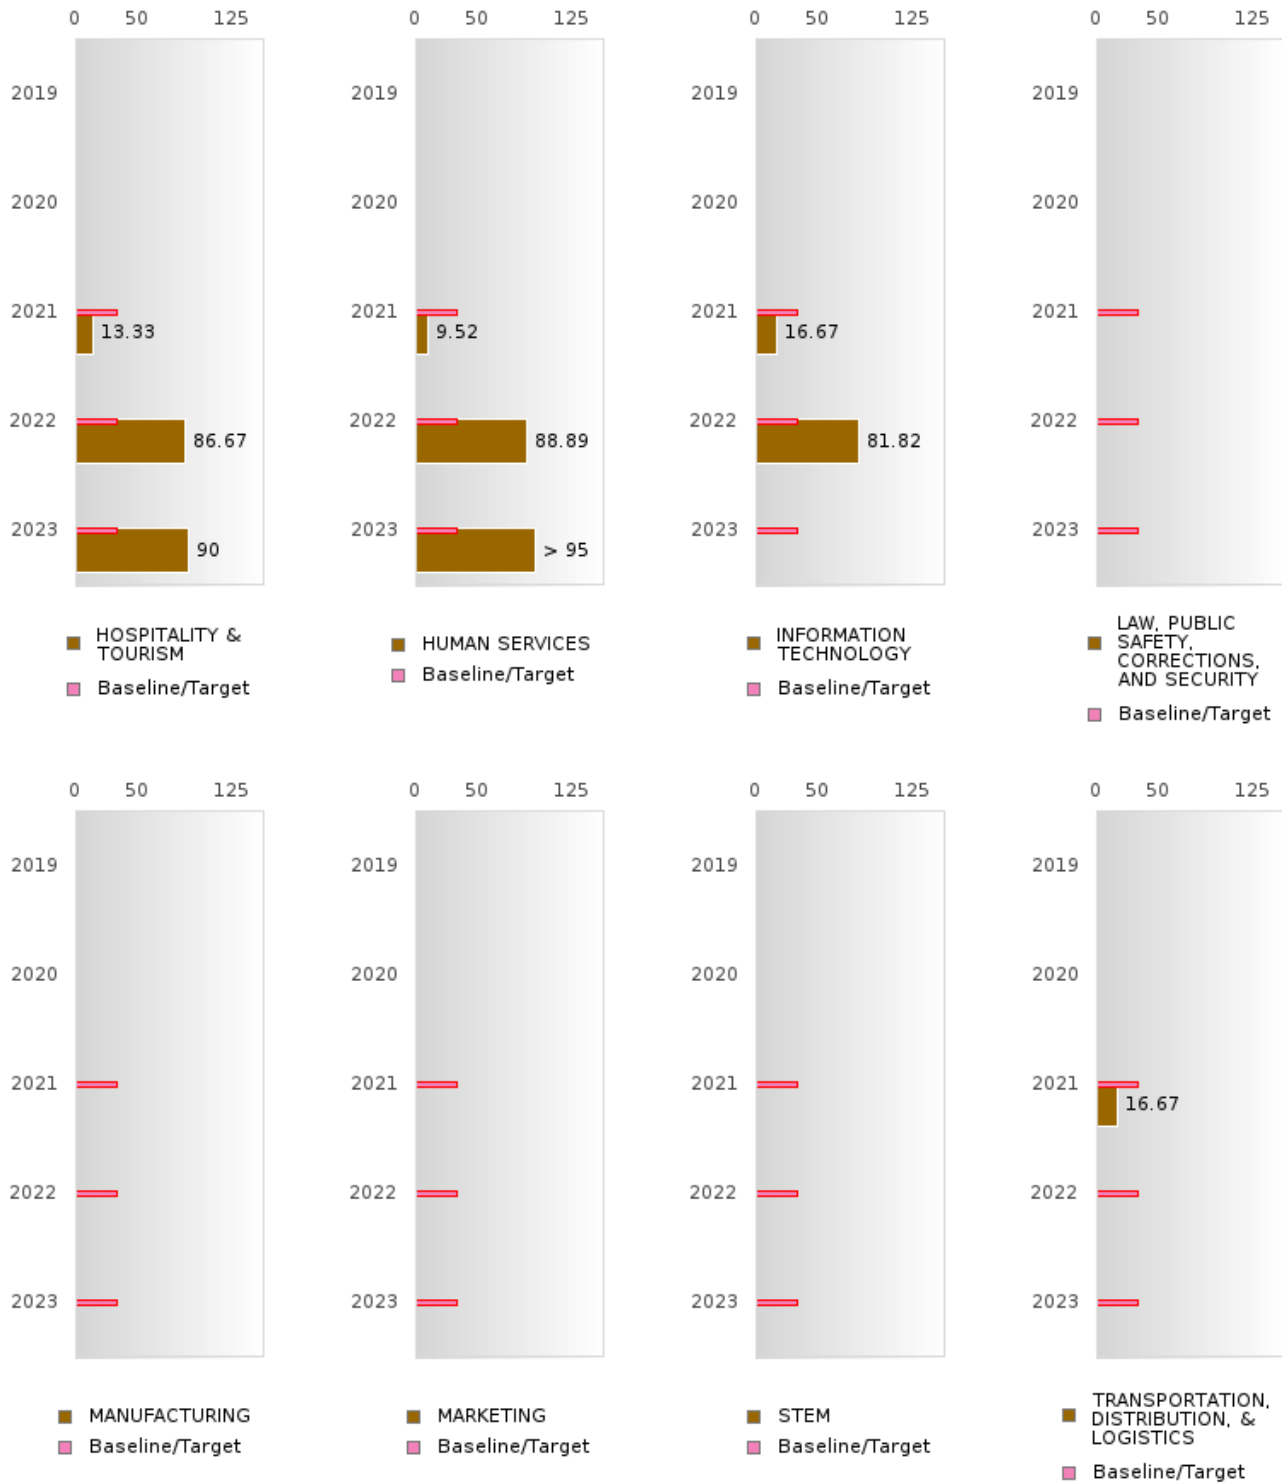 0 50 125
2019
2020
2021
13.33
2022
86.67
2023
90
HOSPITALITY &
TOURISM
Baseline/Target
0 50 125
2019
2020
2021
9.52
2022
88.89
2023
> 95
HUMAN SERVICES
Baseline/Target
0 50 125
2019
2020
2021
16.67
2022
81.82
2023
INFORMATION
TECHNOLOGY
Baseline/Target
0 50 125
2019
2020
2021
2022
2023
LAW, PUBLIC
SAFETY,
CORRECTIONS,
AND SECURITY
Baseline/Target
0 50 125
2019
2020
2021
2022
2023
MANUFACTURING
Baseline/Target
0 50 125
2019
2020
2021
2022
2023
MARKETING
Baseline/Target
0 50 125
2019
2020
2021
2022
2023
STEM
Baseline/Target
0 50 125
2019
2020
2021
16.67
2022
2023
TRANSPORTATION,
DISTRIBUTION, &
LOGISTICS
Baseline/Target